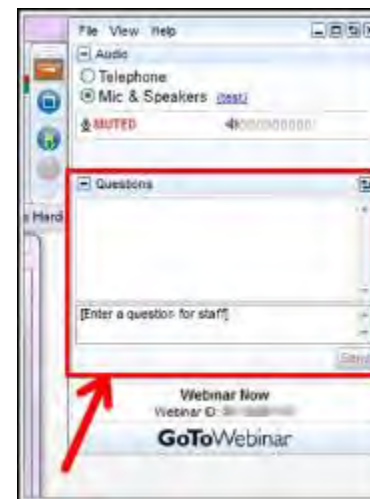 File View Help
Audio
Telephone
Mic & Speakers (test)
MUTED
Questions
s Hard
[Enter a question for staff]
Send
Webinar Now
Webinar ID:
GoToWebinar